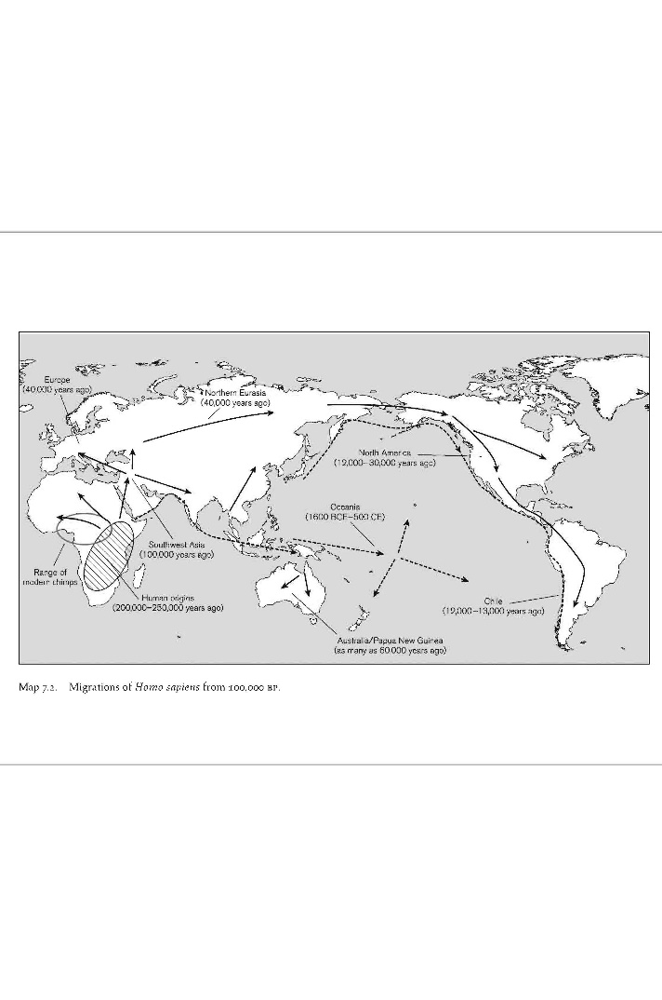 Europe
(40,000 years ago)
Northern Eurasia
(40,000 years ago)
North America
(12,000–30,000 years ago)
Oceania
(1600 BCE–500 CE)
Southwest Asia
(100,000 years ago)
Range of
modern chimps
Human origins
(200,000–250,000 years ago)
Chile
(12,000–13,000 years ago)
Australia/Papua New Guinea
(as many as 60,000 years ago)
Map 7.2. Migrations of Homo sapiens from 100,000 BP.